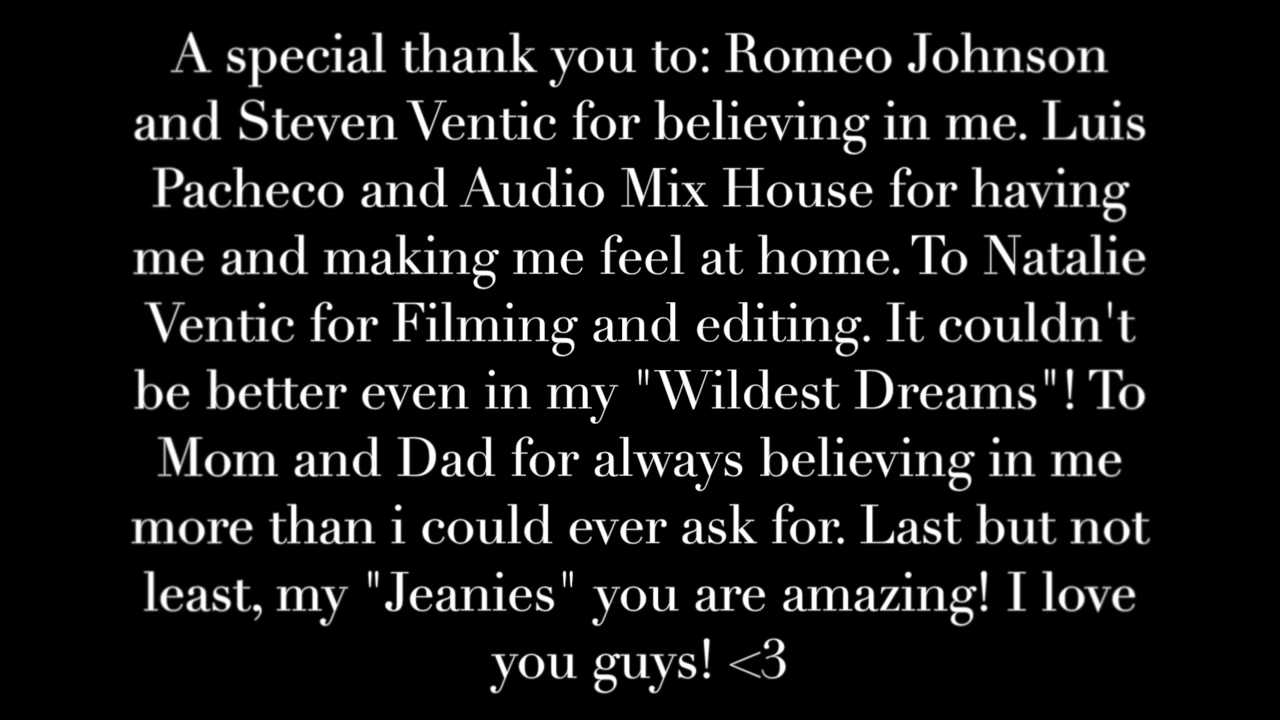 A special thank you to: Romeo Johnson
and Steven Ventic for believing in me. Luis
Pacheco and Audio Mix House for having
me and making me feel at home. To Natalie
Ventic for Filming and editing. It couldn't
be better even in my "Wildest Dreams"! To
Mom and Dad for always believing in me
more than i could ever ask for. Last but not
least, my "Jeanies" you are amazing! I love
you guys! <3